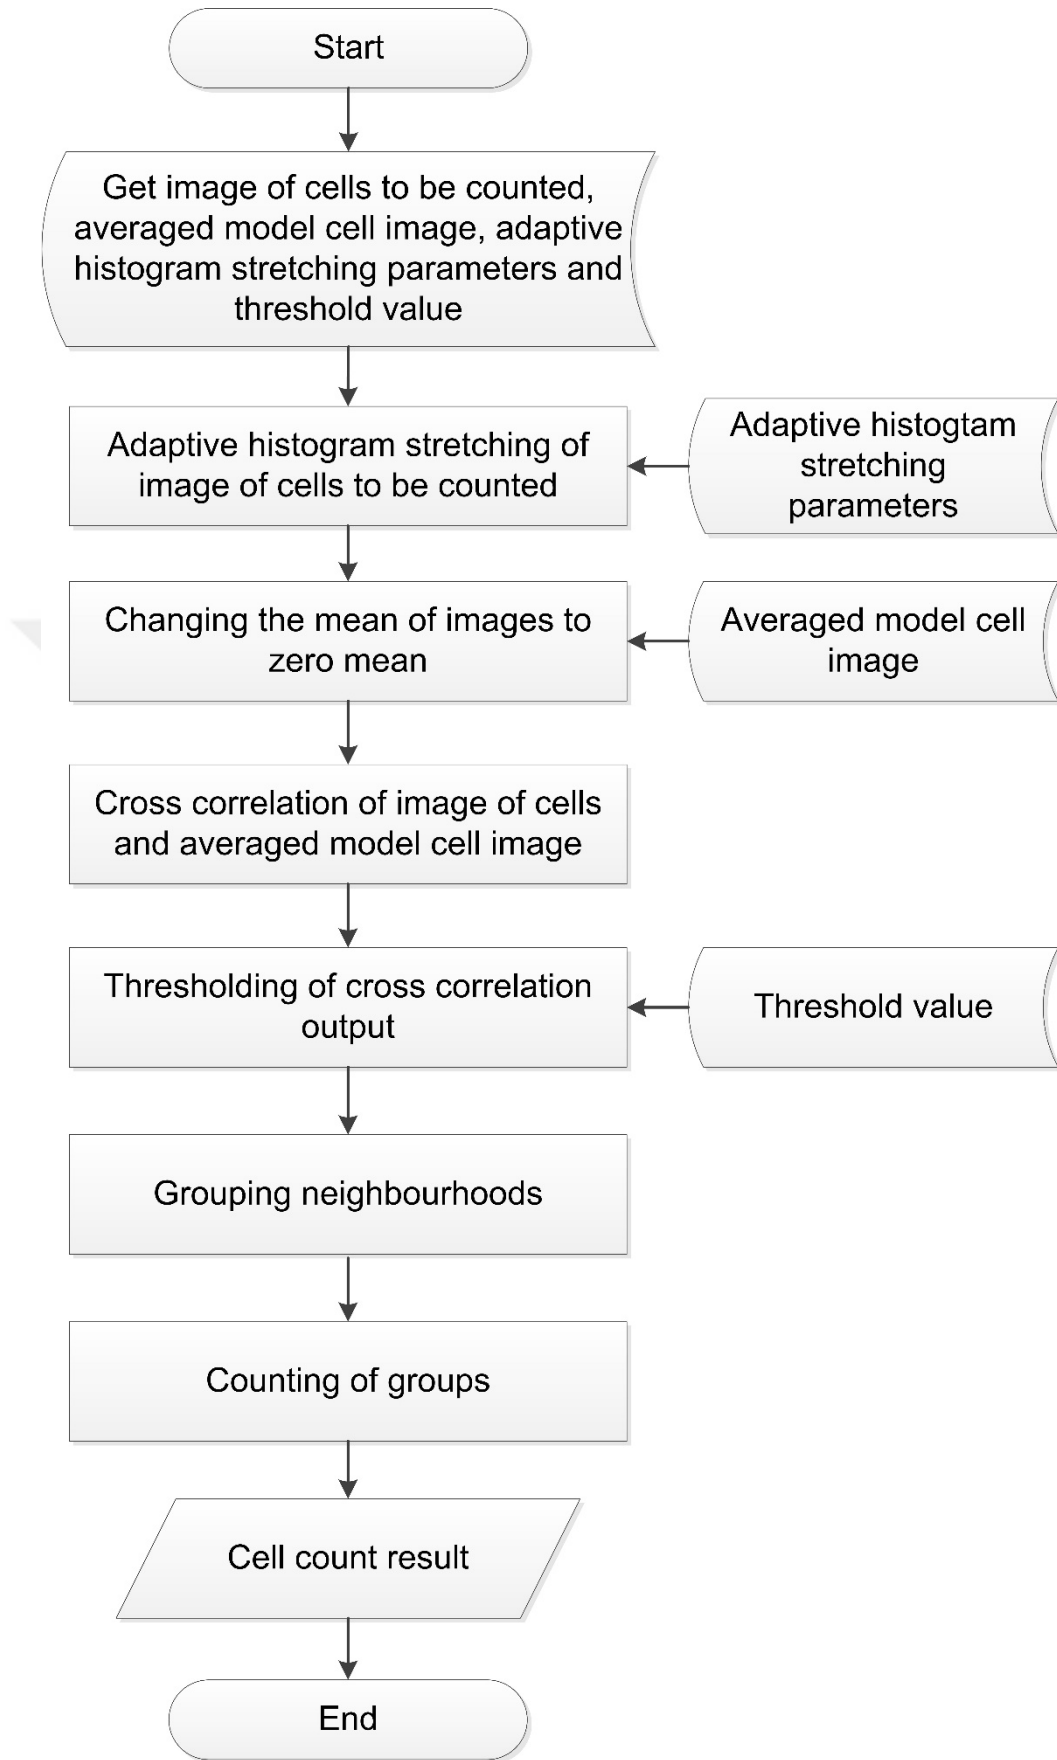 Start
Get image of cells to be counted,
averaged model cell image, adaptive
histogram stretching parameters and
threshold value
Adaptive histogram stretching of
image of cells to be counted
Adaptive histogtam
stretching
parameters
Changing the mean of images to
zero mean
Averaged model cell
image
Cross correlation of image of cells
and averaged model cell image
Thresholding of cross correlation
output
Threshold value
Grouping neighbourhoods
Counting of groups
Cell count result
End